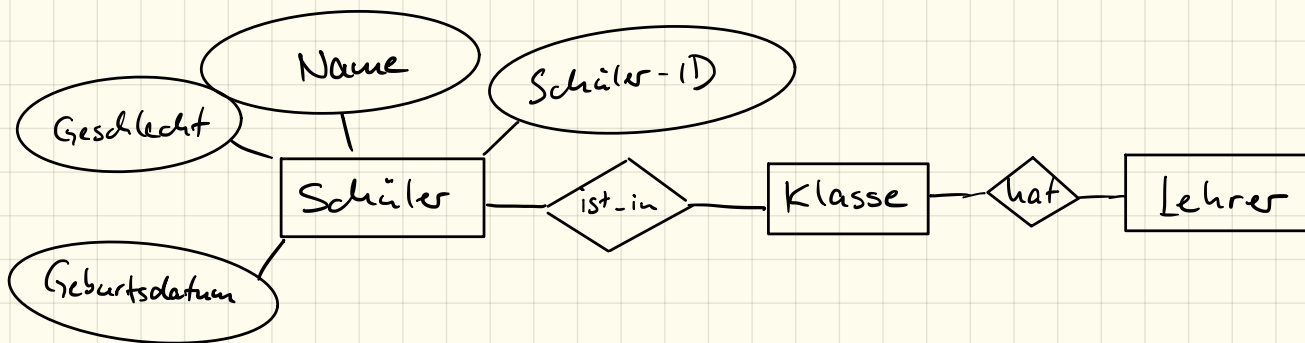 Name
Schüler-ID
Geschlecht
Schüler
ist_in
Klasse
hat
Lehrer
Geburtsdatum